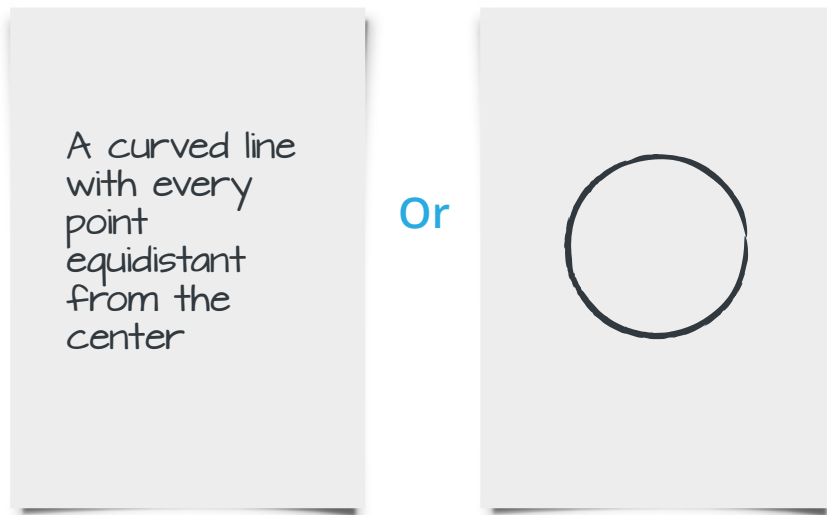 A curved line
with every
point
equidistant
from the
center
or